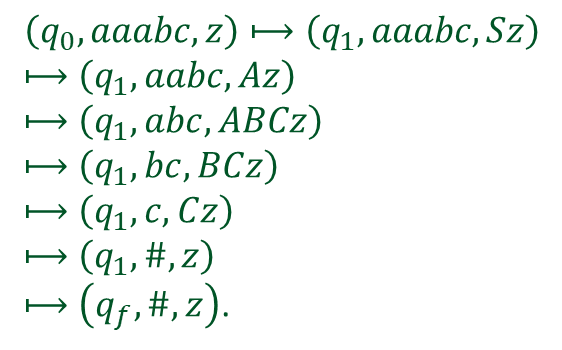 (q₀, aaabc, z) ⟼ (q₁, aaabc, Sz)
⟼ (q₁, aabc, Az)
⟼ (q₁, abc, ABCz)
⟼ (q₁, bc, BCz)
⟼ (q₁, c, Cz)
⟼ (q₁, #, z)
⟼ (q_f, #, z).